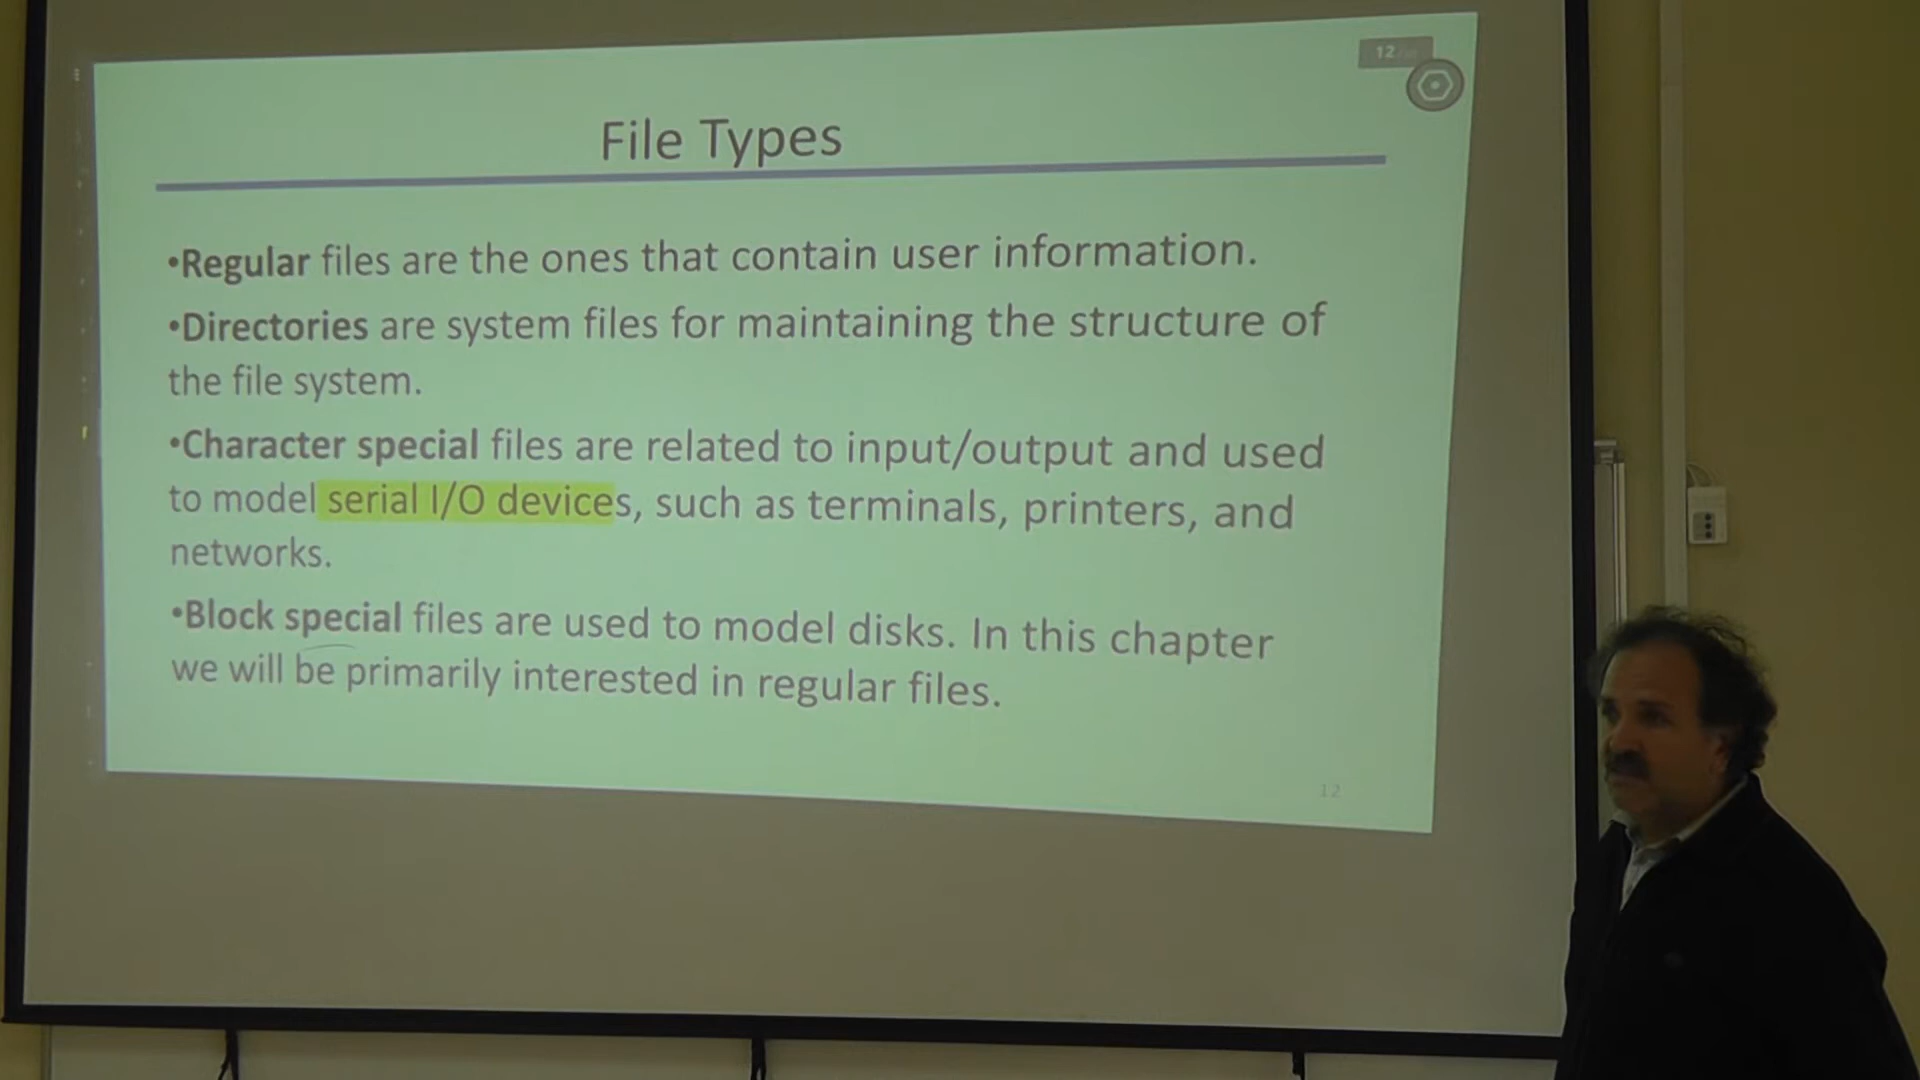 12
File Types
•Regular files are the ones that contain user information.
•Directories are system files for maintaining the structure of
the file system.
•Character special files are related to input/output and used
to model serial I/O devices, such as terminals, printers, and
networks.
•Block special files are used to model disks. In this chapter
we will be primarily interested in regular files.
12